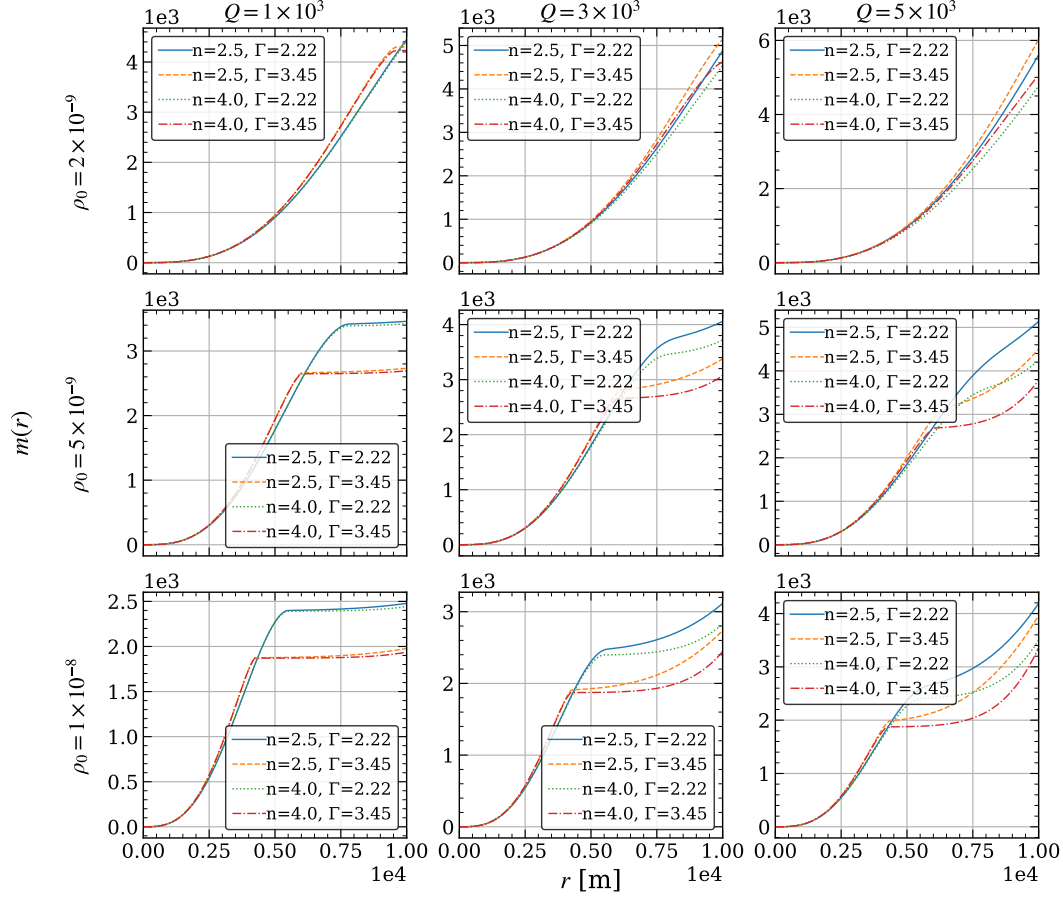 Q = 1 × 10³
Q = 3 × 10³
Q = 5 × 10³
1e3
1e3
1e3
ρ₀ = 2 × 10⁻⁹
4
3
2
1
0
n=2.5, Γ=2.22
n=2.5, Γ=3.45
n=4.0, Γ=2.22
n=4.0, Γ=3.45
5
4
3
2
1
0
n=2.5, Γ=2.22
n=2.5, Γ=3.45
n=4.0, Γ=2.22
n=4.0, Γ=3.45
6
4
2
0
n=2.5, Γ=2.22
n=2.5, Γ=3.45
n=4.0, Γ=2.22
n=4.0, Γ=3.45
1e3
1e3
1e3
m(r)
ρ₀ = 5 × 10⁻⁹
3
2
1
0
n=2.5, Γ=2.22
n=2.5, Γ=3.45
n=4.0, Γ=2.22
n=4.0, Γ=3.45
4
3
2
1
0
n=2.5, Γ=2.22
n=2.5, Γ=3.45
n=4.0, Γ=2.22
n=4.0, Γ=3.45
5
4
3
2
1
0
n=2.5, Γ=2.22
n=2.5, Γ=3.45
n=4.0, Γ=2.22
n=4.0, Γ=3.45
1e3
1e3
1e3
ρ₀ = 1 × 10⁻⁸
2.5
2.0
1.5
1.0
0.5
0.0
n=2.5, Γ=2.22
n=2.5, Γ=3.45
n=4.0, Γ=2.22
n=4.0, Γ=3.45
3
2
1
0
n=2.5, Γ=2.22
n=2.5, Γ=3.45
n=4.0, Γ=2.22
n=4.0, Γ=3.45
4
3
2
1
0
n=2.5, Γ=2.22
n=2.5, Γ=3.45
n=4.0, Γ=2.22
n=4.0, Γ=3.45
0.00 0.25 0.50 0.75 1.00
0.00 0.25 0.50 0.75 1.00
0.00 0.25 0.50 0.75 1.00
1e4
1e4
1e4
r [m]